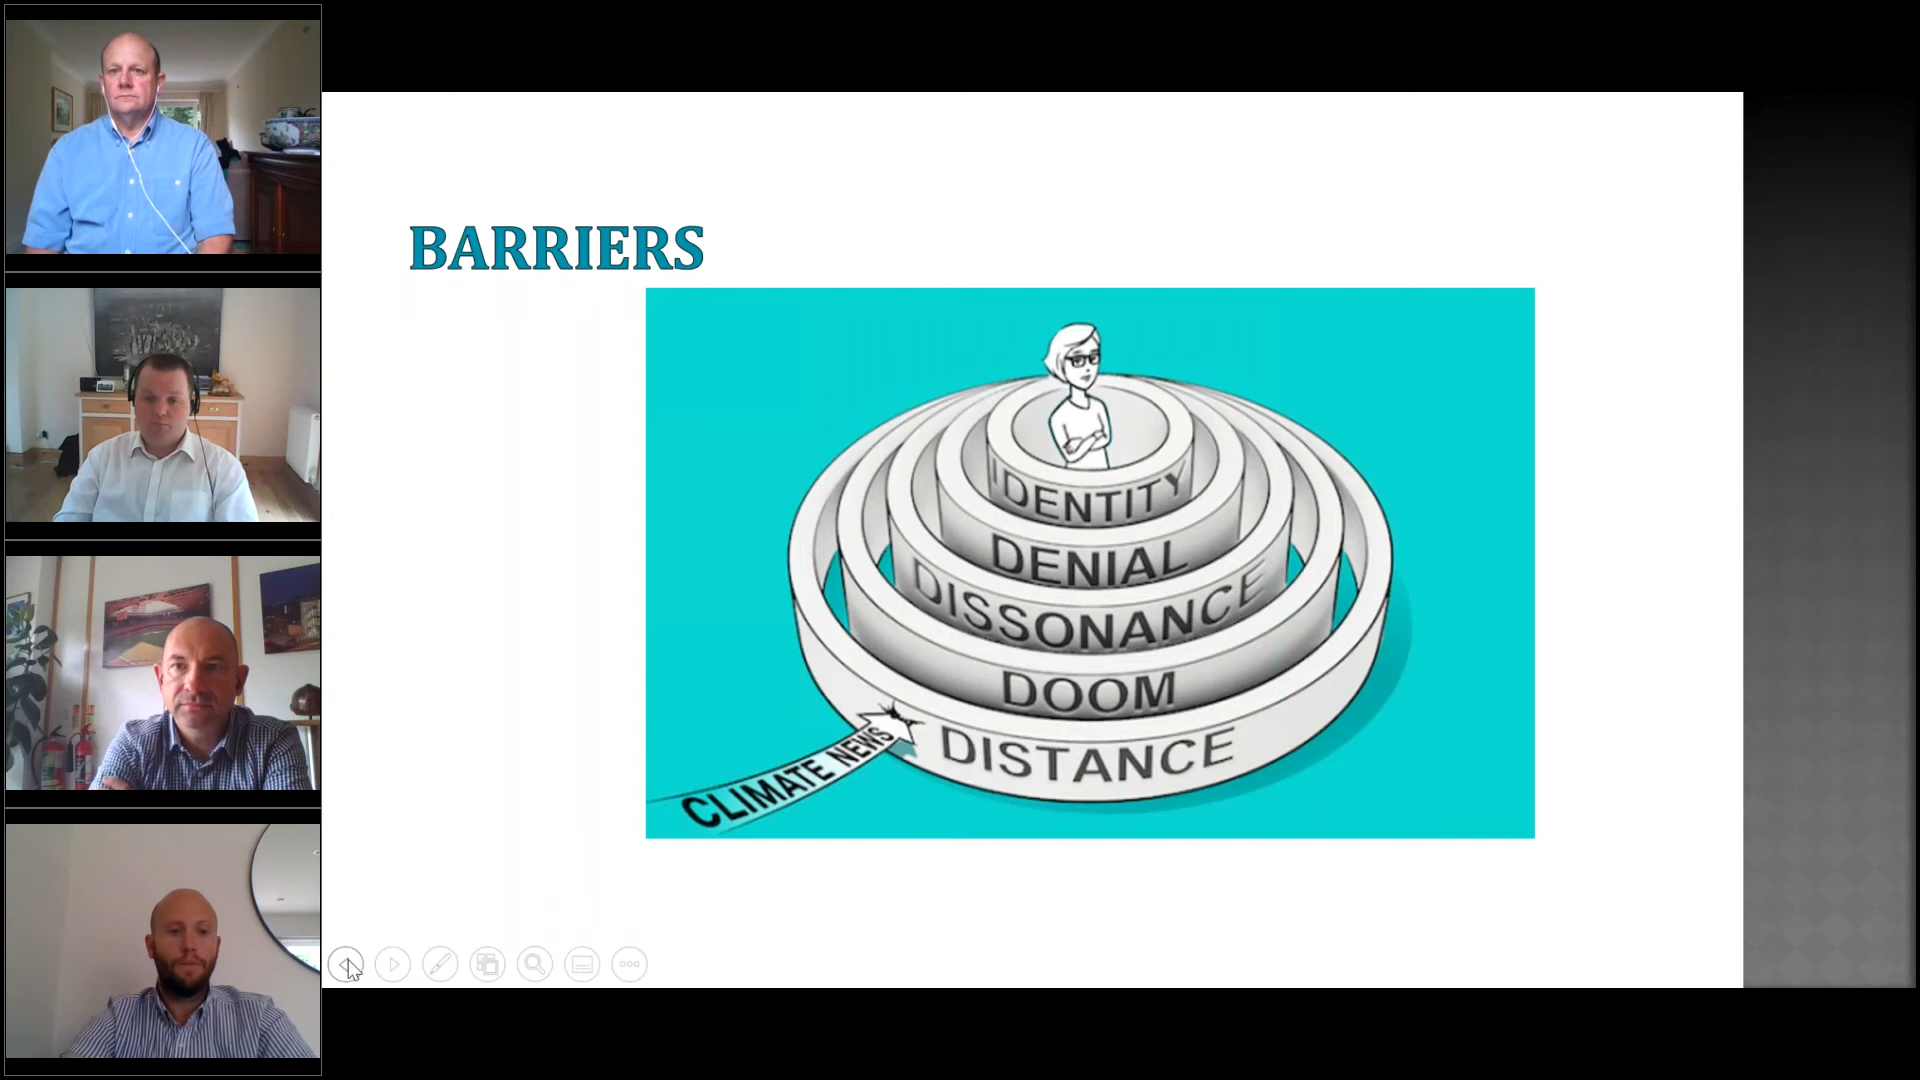 BARRIERS
IDENTITY
DENIAL
DISSONANCE
DOOM
DISTANCE
CLIMATE NEWS